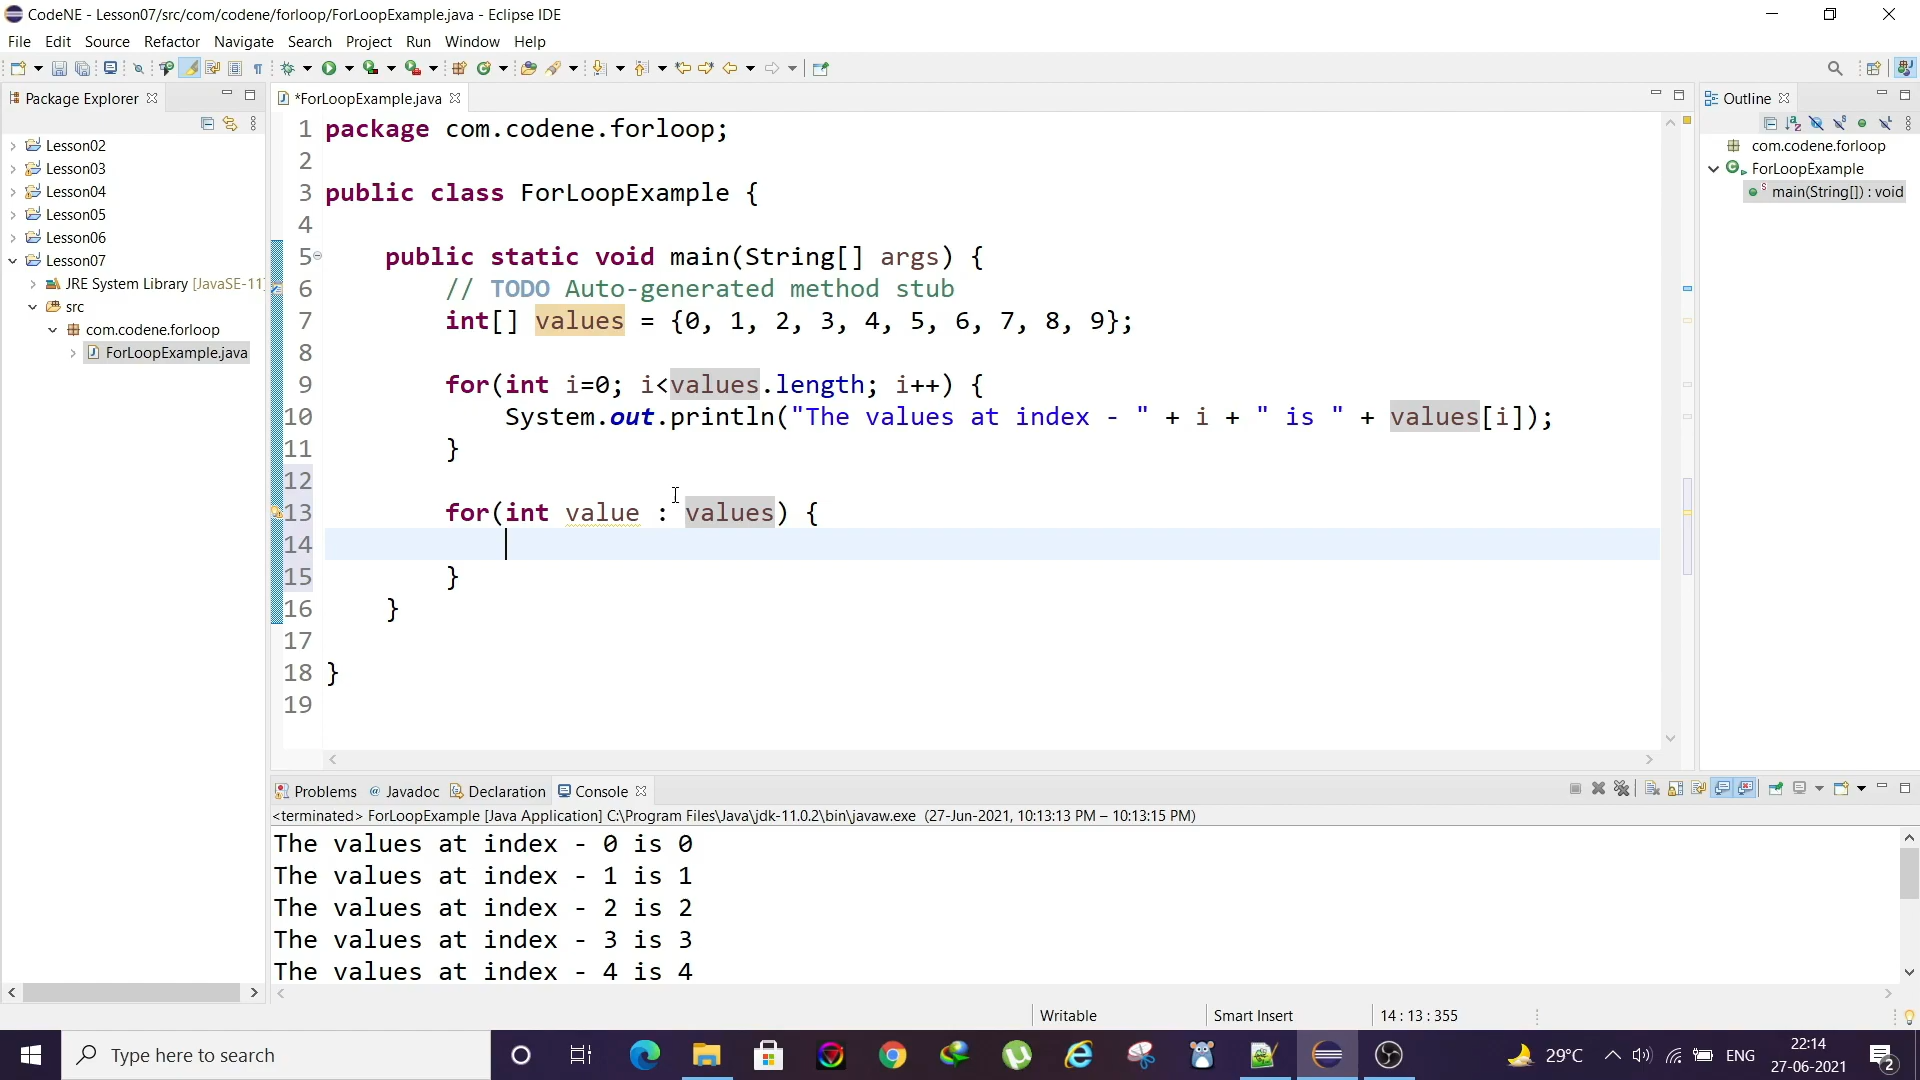 CodeNE - Lesson07/src/com/codene/forloop/ForLoopExample.java - Eclipse IDE
File Edit Source Refactor Navigate Search Project Run Window Help
Package Explorer
*ForLoopExample.java
Outline
Lesson02
Lesson03
Lesson04
Lesson05
Lesson06
Lesson07
JRE System Library [JavaSE-11]
src
com.codene.forloop
ForLoopExample.java
1 package com.codene.forloop;
2
3 public class ForLoopExample {
4
5 public static void main(String[] args) {
6 // TODO Auto-generated method stub
7 int[] values = {0, 1, 2, 3, 4, 5, 6, 7, 8, 9};
8
9 for(int i=0; i<values.length; i++) {
10 System.out.println("The values at index - " + i + " is " + values[i]);
11 }
12
13 for(int value : values) {
14
15 }
16 }
17
18 }
19
com.codene.forloop
ForLoopExample
main(String[]) : void
Problems Javadoc Declaration Console
<terminated> ForLoopExample [Java Application] C:\Program Files\Java\jdk-11.0.2\bin\javaw.exe (27-Jun-2021, 10:13:13 PM – 10:13:15 PM)
The values at index - 0 is 0
The values at index - 1 is 1
The values at index - 2 is 2
The values at index - 3 is 3
The values at index - 4 is 4
Writable Smart Insert 14 : 13 : 355
Type here to search
29°C ENG
22:14
27-06-2021
2